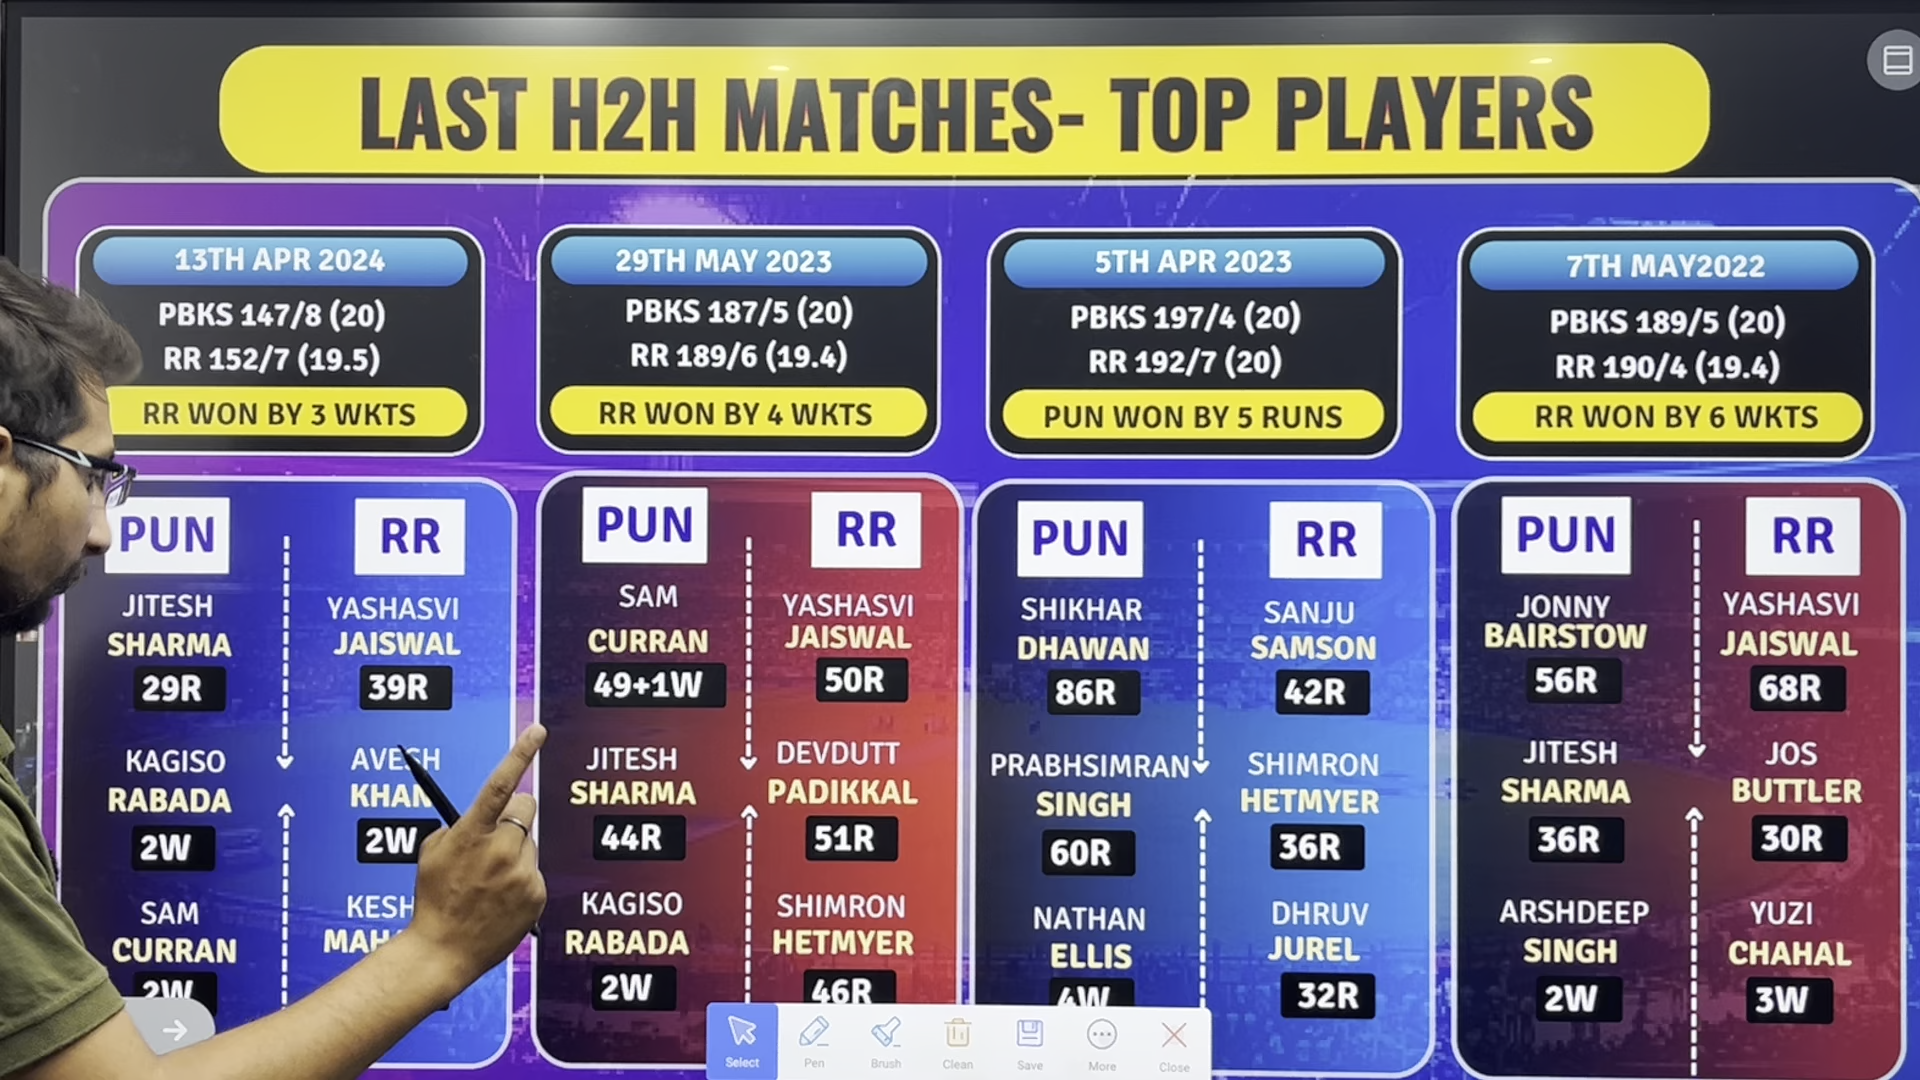 LAST H2H MATCHES- TOP PLAYERS
13TH APR 2024
PBKS 147/8 (20)
RR 152/7 (19.5)
RR WON BY 3 WKTS
29TH MAY 2023
PBKS 187/5 (20)
RR 189/6 (19.4)
RR WON BY 4 WKTS
5TH APR 2023
PBKS 197/4 (20)
RR 192/7 (20)
PUN WON BY 5 RUNS
7TH MAY2022
PBKS 189/5 (20)
RR 190/4 (19.4)
RR WON BY 6 WKTS
PUN
JITESH
SHARMA
29R
KAGISO
RABADA
2W
SAM
CURRAN
2W
RR
YASHASVI
JAISWAL
39R
AVESH
KHAN
2W
PUN
SAM
CURRAN
49+1W
JITESH
SHARMA
44R
KAGISO
RABADA
2W
RR
YASHASVI
JAISWAL
50R
DEVDUTT
PADIKKAL
51R
SHIMRON
HETMYER
46R
PUN
SHIKHAR
DHAWAN
86R
PRABHSIMRAN
SINGH
60R
NATHAN
ELLIS
4W
RR
SANJU
SAMSON
42R
SHIMRON
HETMYER
36R
DHRUV
JUREL
32R
PUN
JONNY
BAIRSTOW
56R
JITESH
SHARMA
36R
ARSHDEEP
SINGH
2W
RR
YASHASVI
JAISWAL
68R
JOS
BUTTLER
30R
YUZI
CHAHAL
3W
Select
Pen
Brush
Clean
Save
More
Close